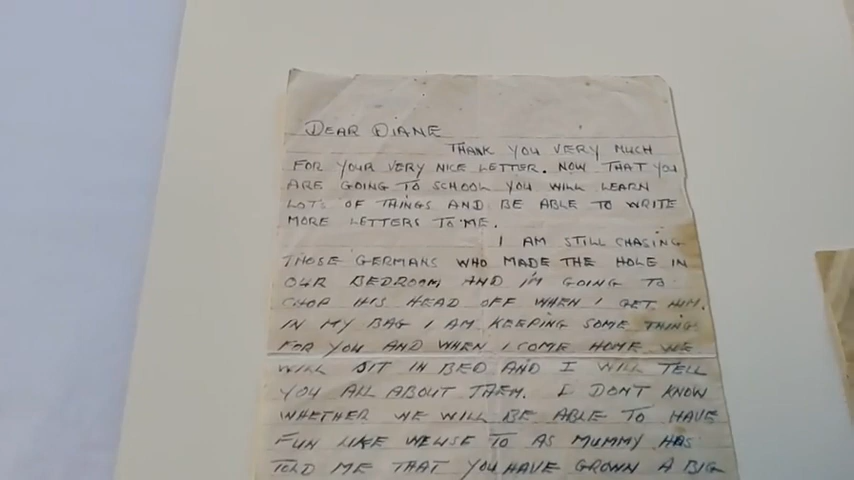 DEAR DIANE
THANK YOU VERY MUCH
FOR YOUR VERY NICE LETTER. NOW THAT YOU
ARE GOING TO SCHOOL YOU WILL LEARN
LOTS OF THINGS AND BE ABLE TO WRITE
MORE LETTERS TO ME.
I AM STILL CHASING
THOSE GERMANS WHO MADE THE HOLE IN
OUR BEDROOM AND I'M GOING TO
CHOP HIS HEAD OFF WHEN I GET HIM.
IN MY BAG I AM KEEPING SOME THING
FOR YOU AND WHEN I COME HOME WE
WILL SIT IN BED AND I WILL TELL
YOU ALL ABOUT THEM. I DONT KNOW
WHETHER WE WILL BE ABLE TO HAVE
FUN LIKE WE USE TO AS MUMMY HAS
TOLD ME THAT YOU HAVE GROWN A BIG